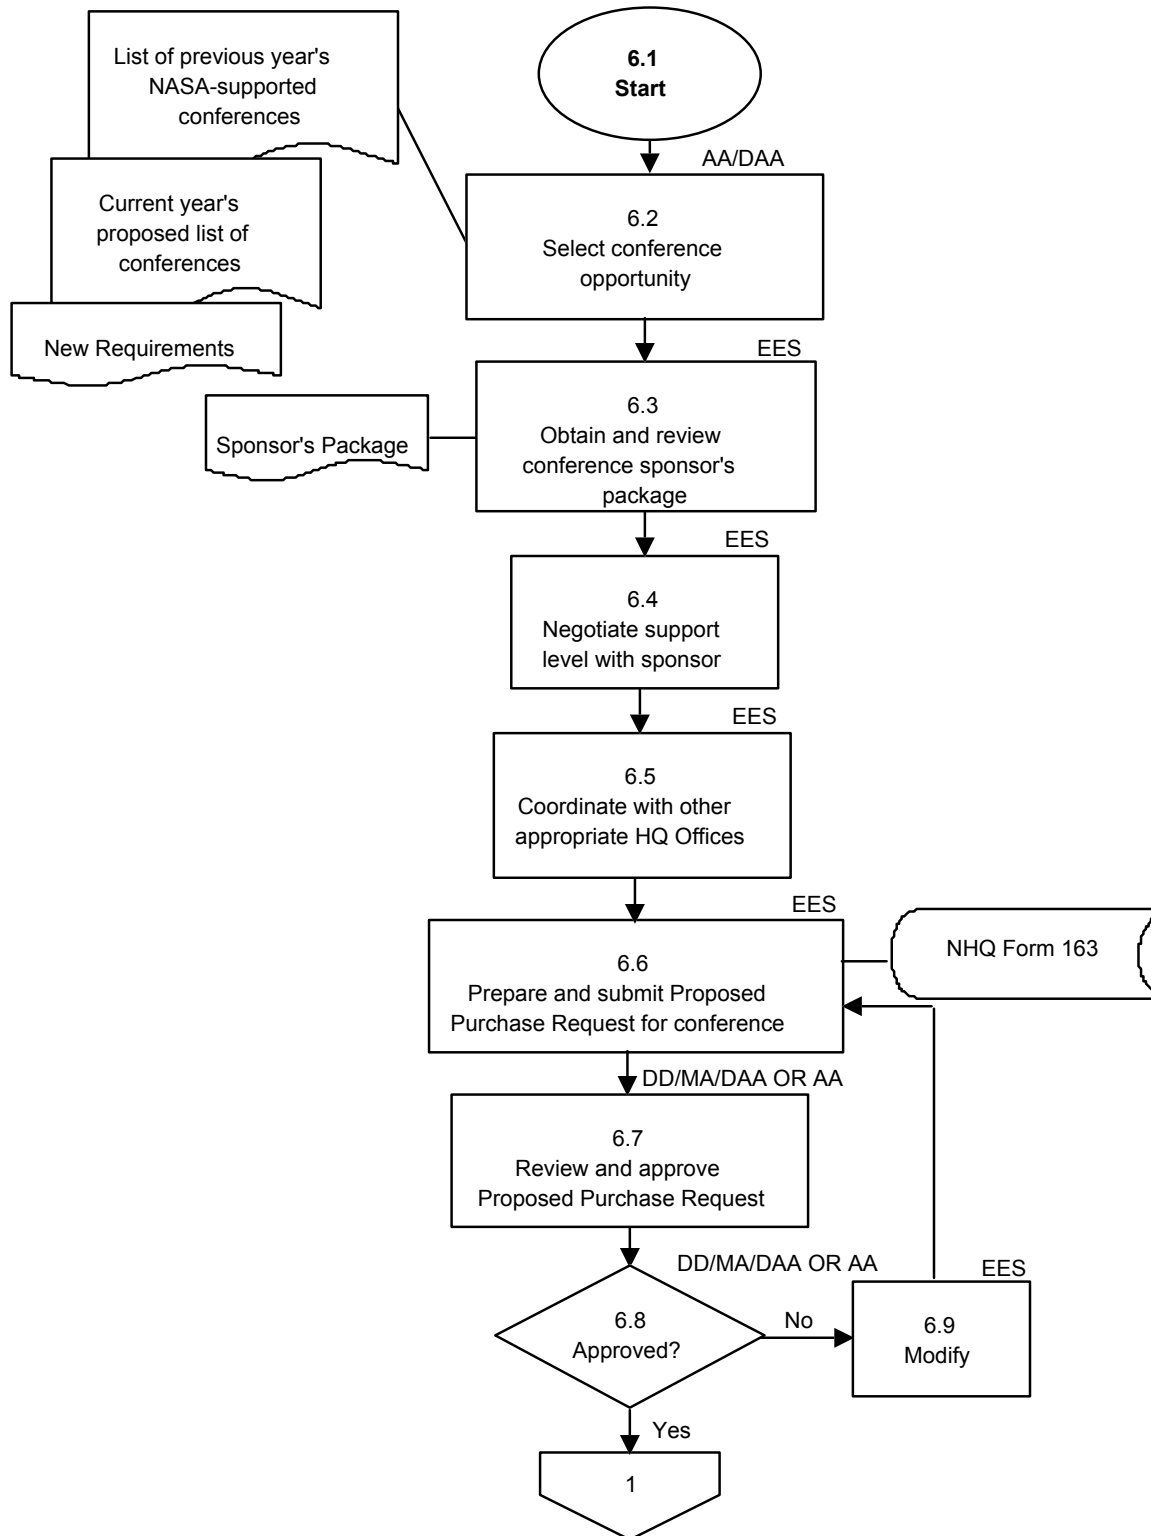 List of previous year's
NASA-supported
conferences
6.1
Start
AA/DAA
Current year's
proposed list of
conferences
6.2
Select conference
opportunity
New Requirements
EES
Sponsor's Package
6.3
Obtain and review
conference sponsor's
package
EES
6.4
Negotiate support
level with sponsor
EES
6.5
Coordinate with other
appropriate HQ Offices
EES
NHQ Form 163
6.6
Prepare and submit Proposed
Purchase Request for conference
DD/MA/DAA OR AA
6.7
Review and approve
Proposed Purchase Request
DD/MA/DAA OR AA
EES
6.8
Approved?
No
6.9
Modify
Yes
1